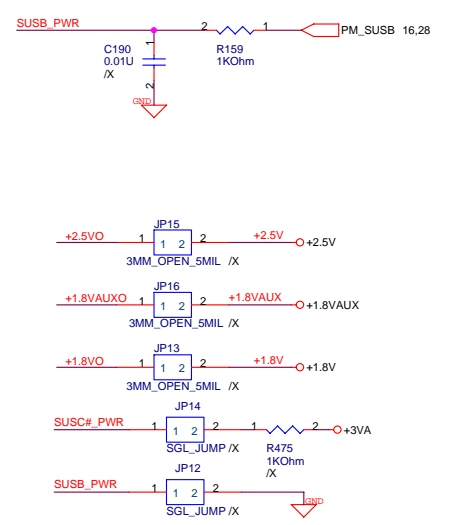 SUSB_PWR
2 1
PM_SUSB 16,28
C190
0.01U
/X
1
2
R159
1KOhm
GND
JP15
+2.5VO 1 1 2 2 +2.5V +2.5V
3MM_OPEN_5MIL /X
JP16
+1.8VAUXO 1 1 2 2 +1.8VAUX +1.8VAUX
3MM_OPEN_5MIL /X
JP13
+1.8VO 1 1 2 2 +1.8V +1.8V
3MM_OPEN_5MIL /X
JP14
SUSC#_PWR 1 1 2 2 1 2 +3VA
SGL_JUMP /X
R475
1KOhm
/X
JP12
SUSB_PWR 1 1 2 2
SGL_JUMP /X
GND